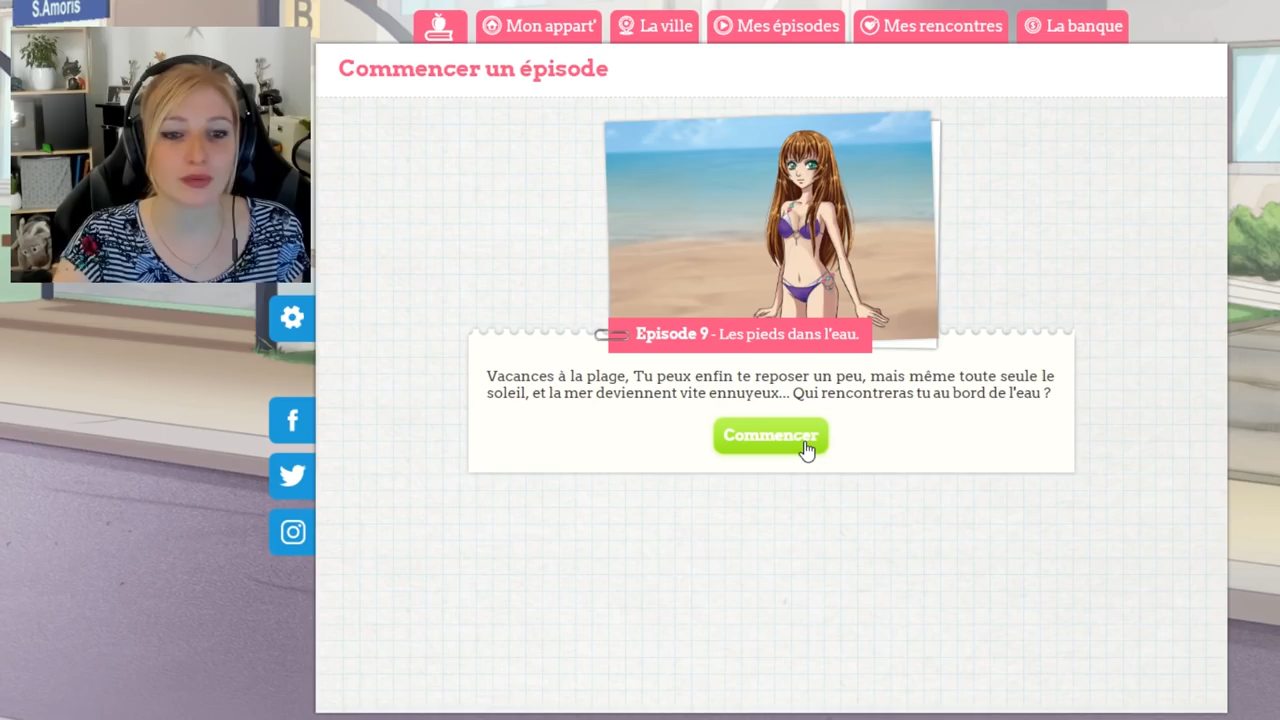 S.Amoris
B
Mon appart' La ville Mes épisodes Mes rencontres La banque
Commencer un épisode
Episode 9 - Les pieds dans l'eau.
Vacances à la plage, Tu peux enfin te reposer un peu, mais même toute seule le
soleil, et la mer deviennent vite ennuyeux... Qui rencontreras tu au bord de l'eau ?
Commencer